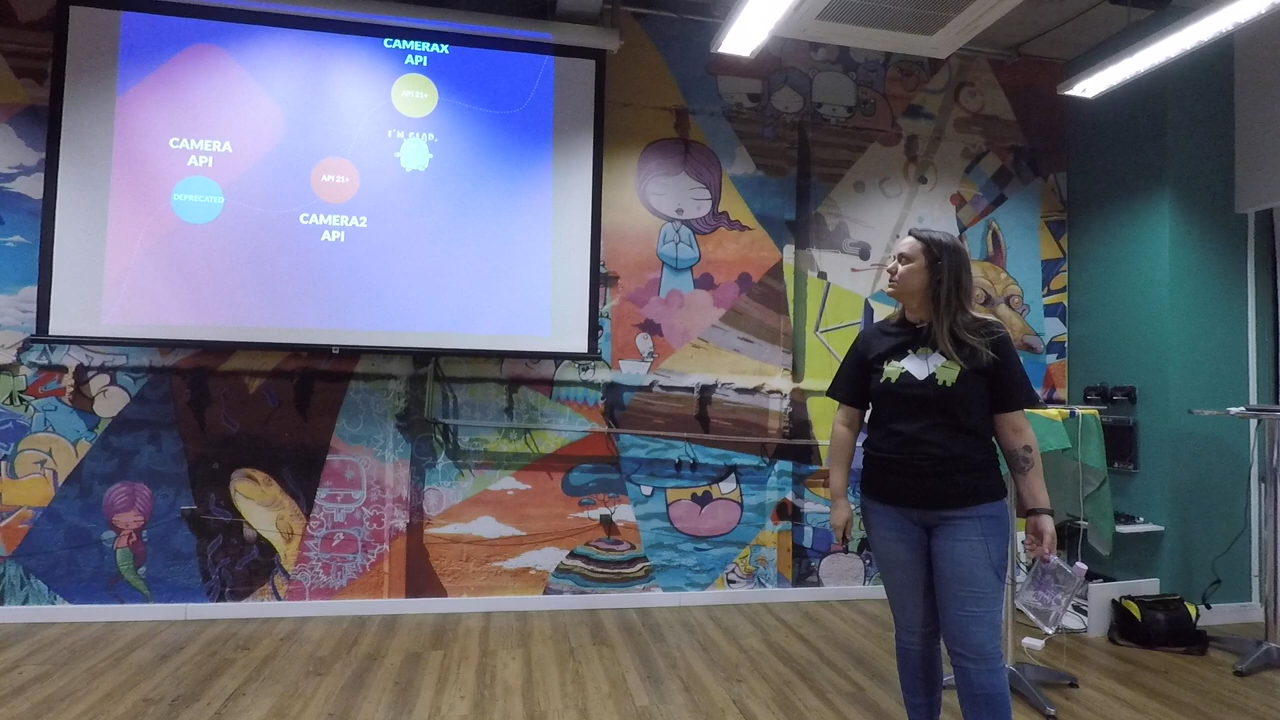 CAMERAX
API
API 21+
I'M GLAD,
CAMERA
API
DEPRECATED
API 21+
CAMERA2
API